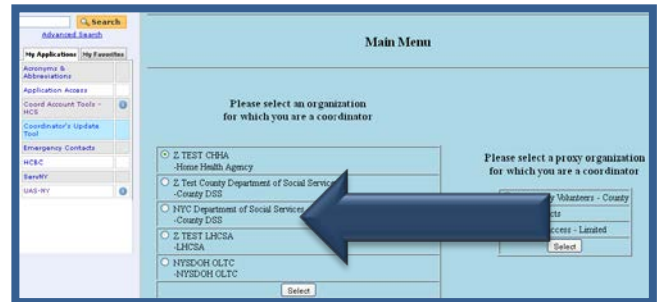 Search
Advanced Search
My Applications My Favorites
Acronyms &
Abbreviations
Application Access
Coord Account Tools -
HCS
Coordinator's Update
Tool
Emergency Contacts
HCBC
ServNY
UAS-NY
Main Menu
Please select an organization
for which you are a coordinator
Z TEST CHHA
-Home Health Agency
Z Test County Department of Social Service
-County DSS
NYC Department of Social Services
-County DSS
Z TEST LHCSA
-LHCSA
NYSDOH OLTC
-NYSDOH OLTC
Select
Please select a proxy organization
for which you are a coordinator
Volunteers - County
- Limited
Select